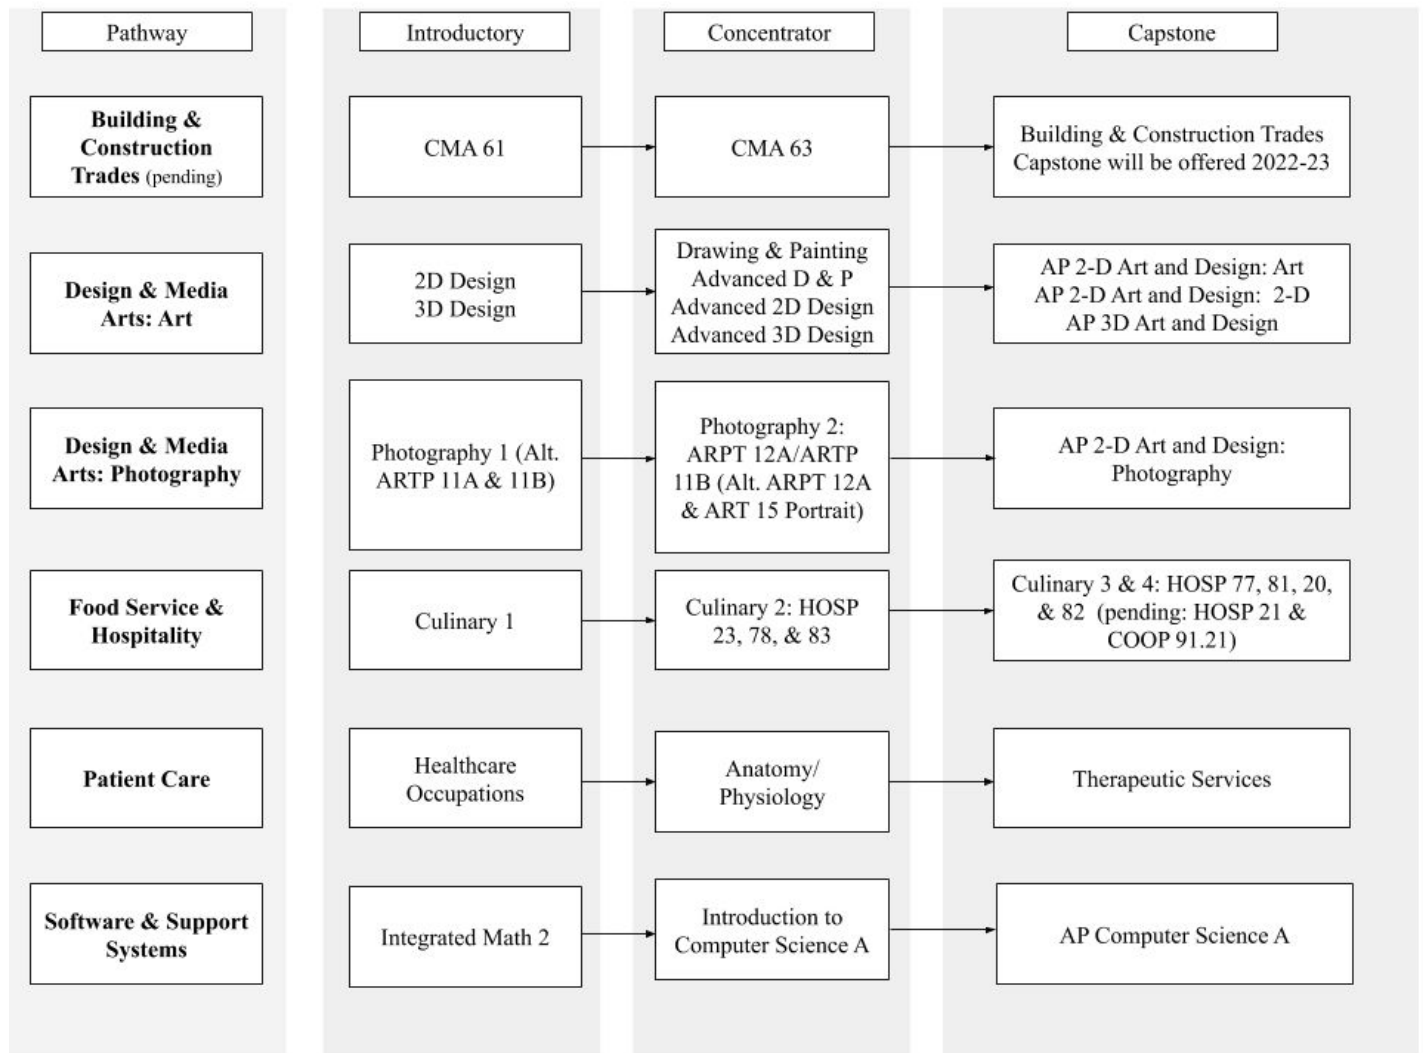 Pathway
Introductory
Concentrator
Capstone
Building &
Construction
Trades (pending)
CMA 61
CMA 63
Building & Construction Trades
Capstone will be offered 2022-23
Design & Media
Arts: Art
2D Design
3D Design
Drawing & Painting
Advanced D & P
Advanced 2D Design
Advanced 3D Design
AP 2-D Art and Design: Art
AP 2-D Art and Design: 2-D
AP 3D Art and Design
Design & Media
Arts: Photography
Photography 1 (Alt.
ARTP 11A & 11B)
Photography 2:
ARPT 12A/ARTP
11B (Alt. ARPT 12A
& ART 15 Portrait)
AP 2-D Art and Design:
Photography
Food Service &
Hospitality
Culinary 1
Culinary 2: HOSP
23, 78, & 83
Culinary 3 & 4: HOSP 77, 81, 20,
& 82 (pending: HOSP 21 &
COOP 91.21)
Patient Care
Healthcare
Occupations
Anatomy/
Physiology
Therapeutic Services
Software & Support
Systems
Integrated Math 2
Introduction to
Computer Science A
AP Computer Science A